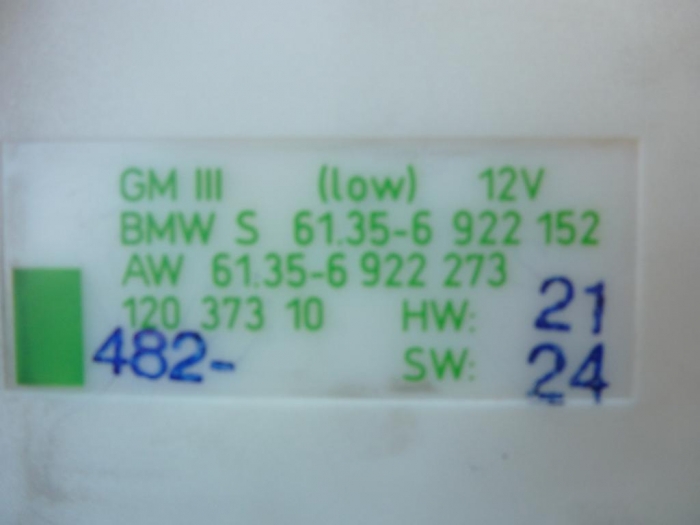 GM III (low) 12V
BMW S 61.35-6 922 152
AW 61.35-6 922 273
120 373 10 HW: 21
482- SW: 24